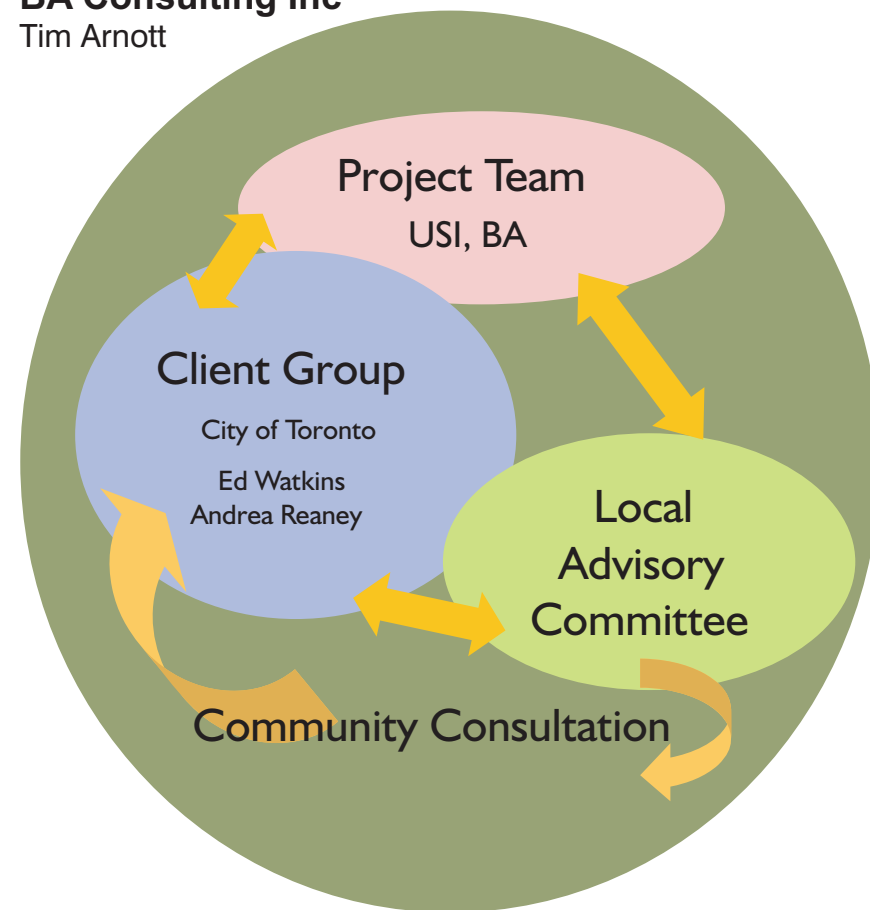 BA Consulting Inc
Tim Arnott
Project Team
USI, BA
Client Group
City of Toronto
Ed Watkins
Andrea Reaney
Local
Advisory
Committee
Community Consultation